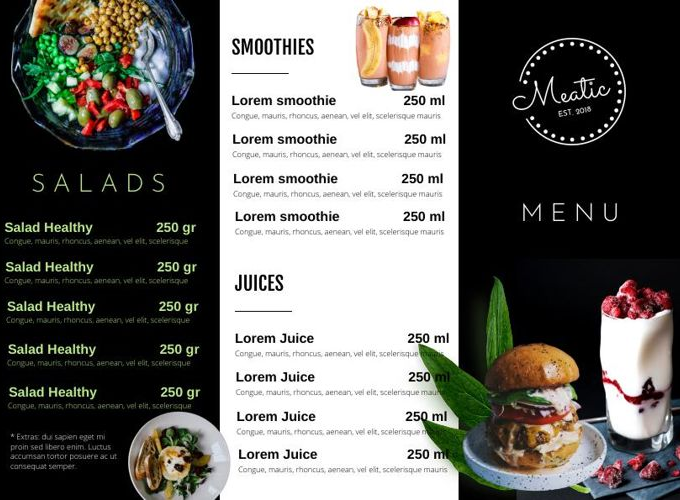 SALADS
Salad Healthy 250 gr
Congue, mauris, rhoncus, aenean, vel elit, scelerisque
Salad Healthy 250 gr
Congue, mauris, rhoncus, aenean, vel elit, scelerisque
Salad Healthy 250 gr
Congue, mauris, rhoncus, aenean, vel elit, scelerisque
Salad Healthy 250 gr
Congue, mauris, rhoncus, aenean, vel elit, scelerisque
Salad Healthy 250 gr
Congue, mauris, rhoncus, aenean, vel elit, scelerisque
* Extras: dui sapien eget mi
proin sed libero enim. Luctus
accumsan tortor posuere ac ut
consequat semper.
SMOOTHIES
Lorem smoothie 250 ml
Congue, mauris, rhoncus, aenean, vel elit, scelerisque mauris
Lorem smoothie 250 ml
Congue, mauris, rhoncus, aenean, vel elit, scelerisque mauris
Lorem smoothie 250 ml
Congue, mauris, rhoncus, aenean, vel elit, scelerisque mauris
Lorem smoothie 250 ml
Congue, mauris, rhoncus, aenean, vel elit, scelerisque mauris
JUICES
Lorem Juice 250 ml
Congue, mauris, rhoncus, aenean, vel elit, scelerisque mauris
Lorem Juice 250 ml
Congue, mauris, rhoncus, aenean, vel elit, scelerisque mauris
Lorem Juice 250 ml
Congue, mauris, rhoncus, aenean, vel elit, scelerisque mauris
Lorem Juice 250 ml
Congue, mauris, rhoncus, aenean, vel elit, scelerisque mauris
Meatic
EST. 2018
MENU